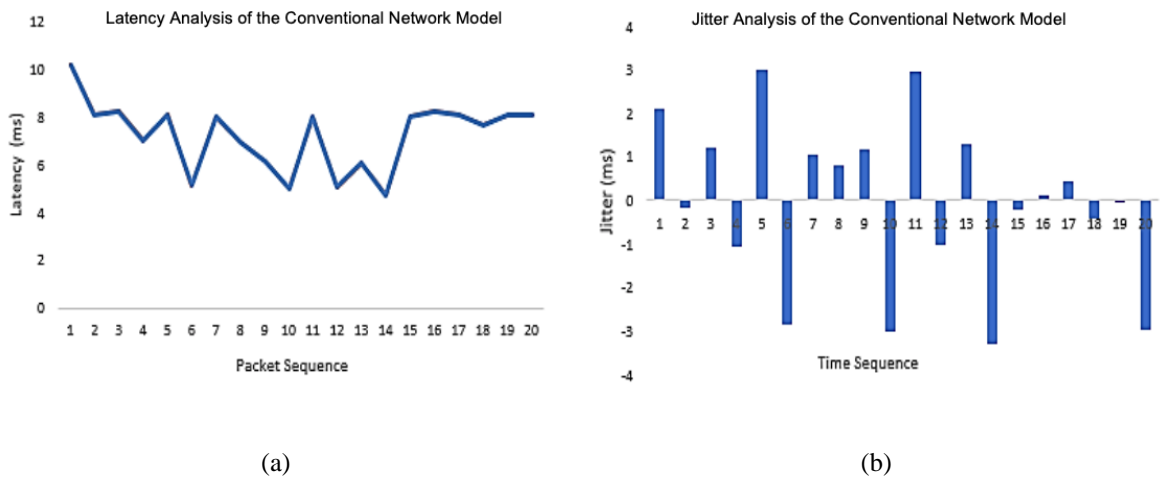 Latency Analysis of the Conventional Network Model
12
10
8
6
4
2
0
Latency (ms)
1 2 3 4 5 6 7 8 9 10 11 12 13 14 15 16 17 18 19 20
Packet Sequence
(a)
Jitter Analysis of the Conventional Network Model
4
3
2
1
0
-1
-2
-3
-4
Jitter (ms)
1 2 3 4 5 6 7 8 9 10 11 12 13 14 15 16 17 18 19 20
Time Sequence
(b)